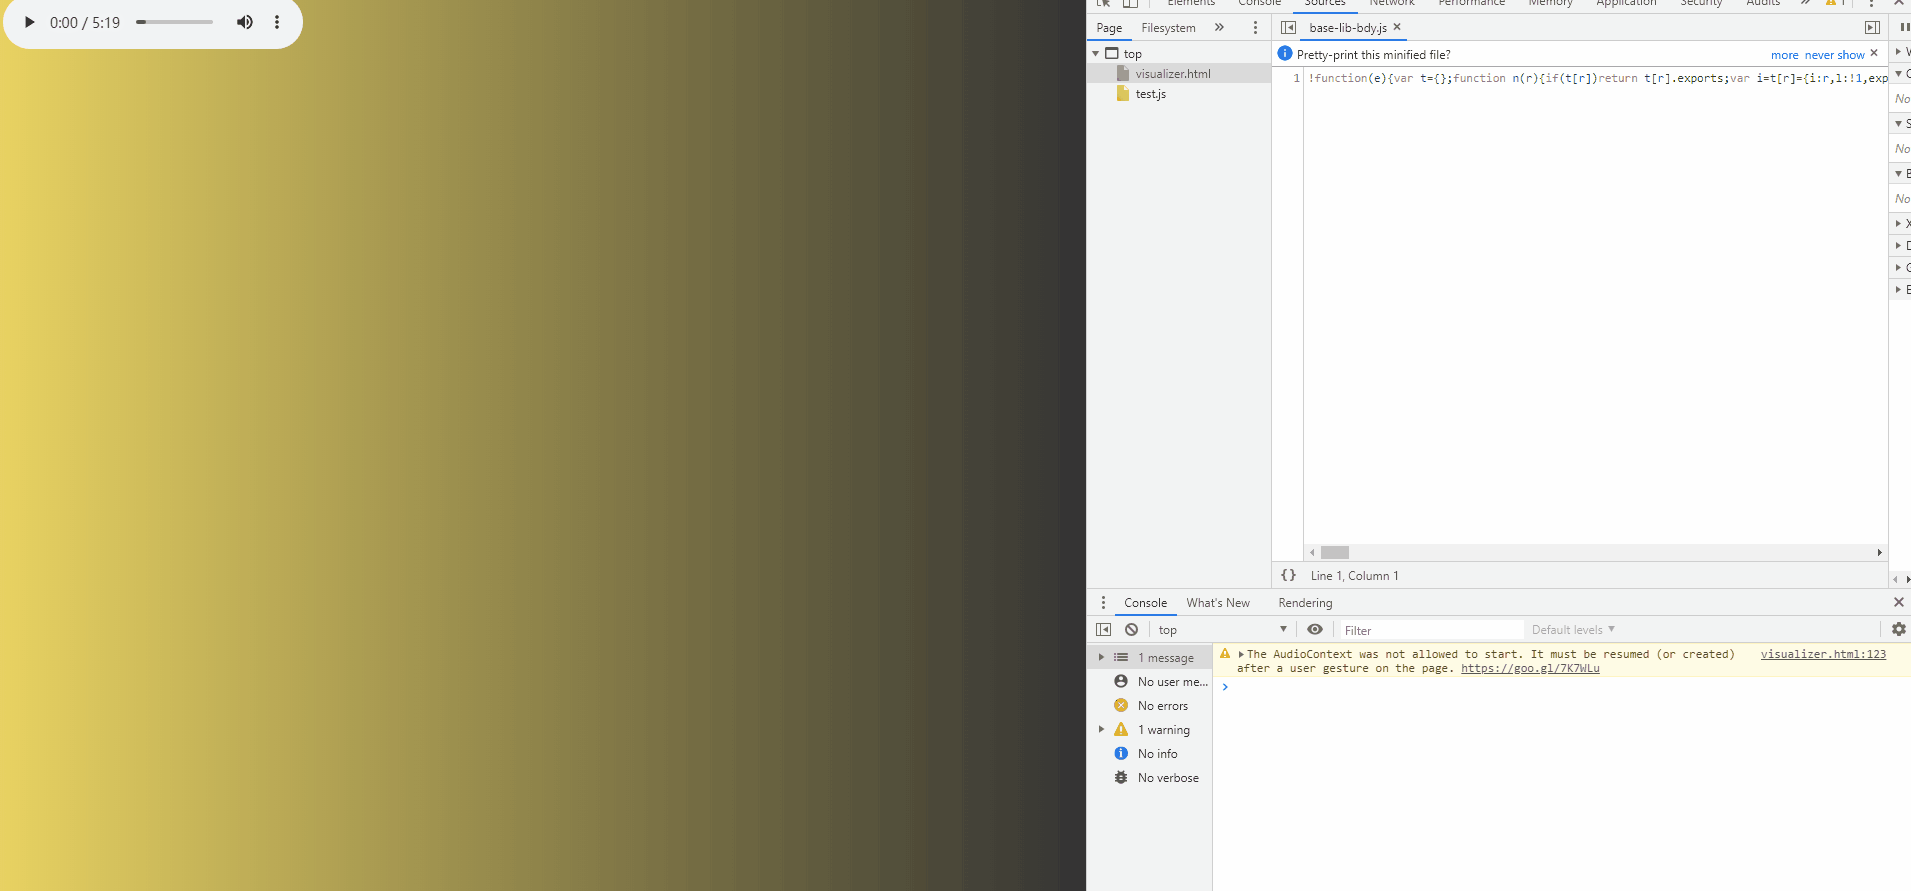 0:00 / 5:19
Elements Console Sources Network Performance Memory Application Security Audits » 1
Page Filesystem »
base-lib-bdy.js ×
top
visualizer.html
test.js
Pretty-print this minified file? more never show ×
1 !function(e){var t={};function n(r){if(t[r])return t[r].exports;var i=t[r]={i:r,l:!1,exp
No
No
No
{} Line 1, Column 1
Console What's New Rendering
top Filter Default levels ▼
1 message
No user me...
No errors
1 warning
No info
No verbose
The AudioContext was not allowed to start. It must be resumed (or created) visualizer.html:123
after a user gesture on the page. https://goo.gl/7K7WLu
>